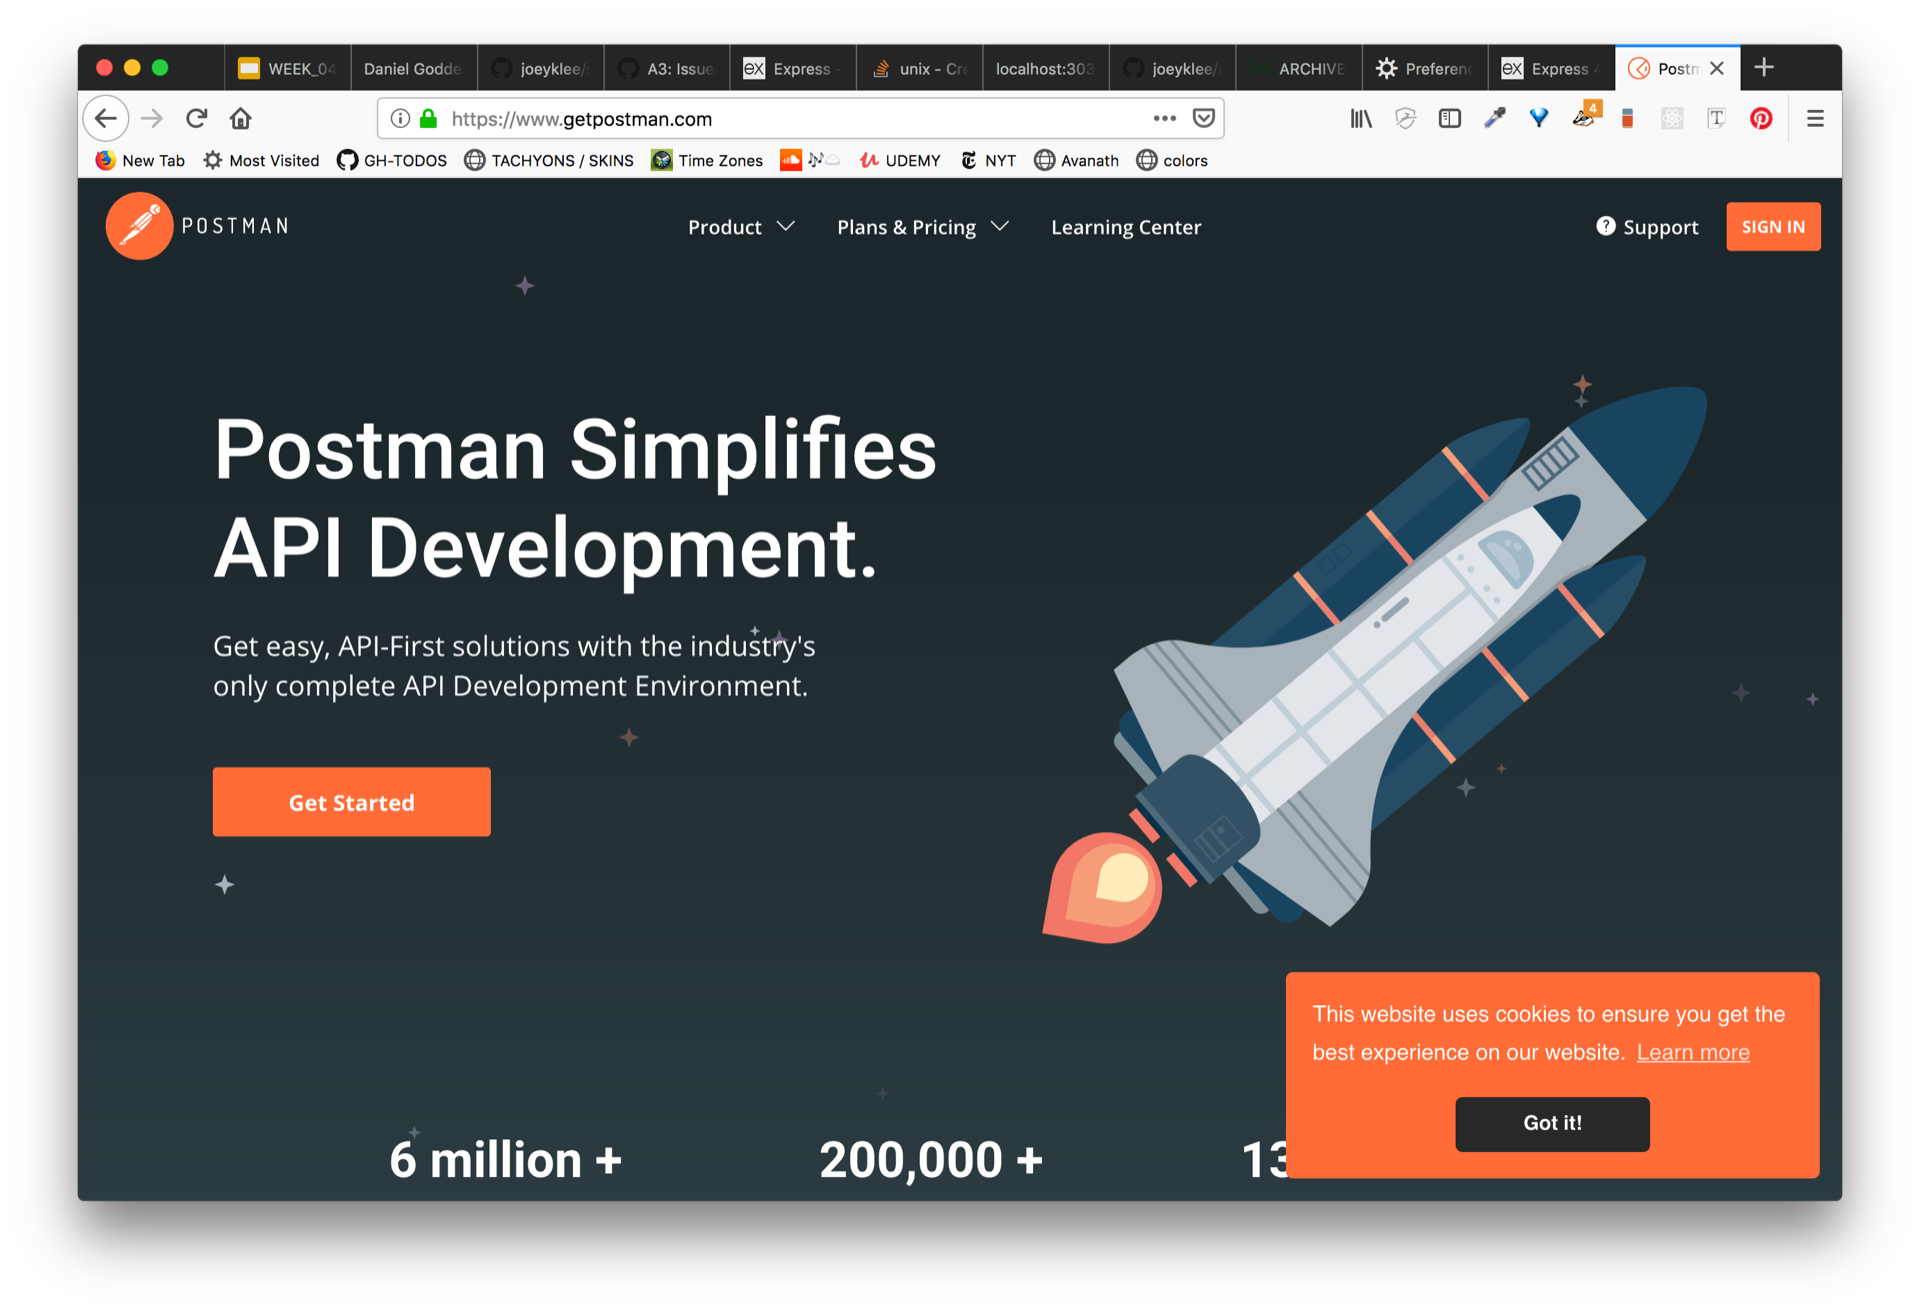 WEEK_04
Daniel Godde
joeyklee/
A3: Issue
Express -
unix - Cre
localhost:303
joeyklee/
ARCHIVE
Preferenc
Express 4
Postm
https://www.getpostman.com
4
New Tab
Most Visited
GH-TODOS
TACHYONS / SKINS
Time Zones
UDEMY
NYT
Avanath
colors
POSTMAN
Product
Plans & Pricing
Learning Center
Support
SIGN IN
Postman Simplifies
API Development.
Get easy, API-First solutions with the industry's
only complete API Development Environment.
Get Started
This website uses cookies to ensure you get the
best experience on our website. Learn more
Got it!
6 million +
200,000 +
13